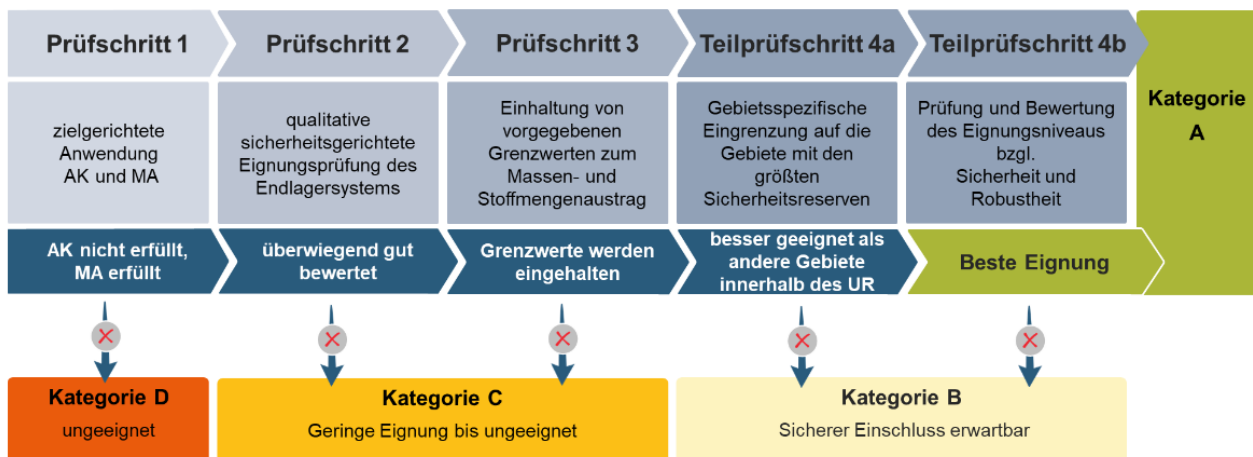 Prüfschritt 1
Prüfschritt 2
Prüfschritt 3
Teilprüfschritt 4a
Teilprüfschritt 4b
Kategorie
A
zielgerichtete
Anwendung
AK und MA
qualitative
sicherheitsgerichtete
Eignungsprüfung des
Endlagersystems
Einhaltung von
vorgegebenen
Grenzwerten zum
Massen- und
Stoffmengenaustrag
Gebietsspezifische
Eingrenzung auf die
Gebiete mit den
größten
Sicherheitsreserven
Prüfung und Bewertung
des Eignungsniveaus
bzgl.
Sicherheit und
Robustheit
AK nicht erfüllt,
MA erfüllt
überwiegend gut
bewertet
Grenzwerte werden
eingehalten
besser geeignet als
andere Gebiete
innerhalb des UR
Beste Eignung
Kategorie D
ungeeignet
Kategorie C
Geringe Eignung bis ungeeignet
Kategorie B
Sicherer Einschluss erwartbar